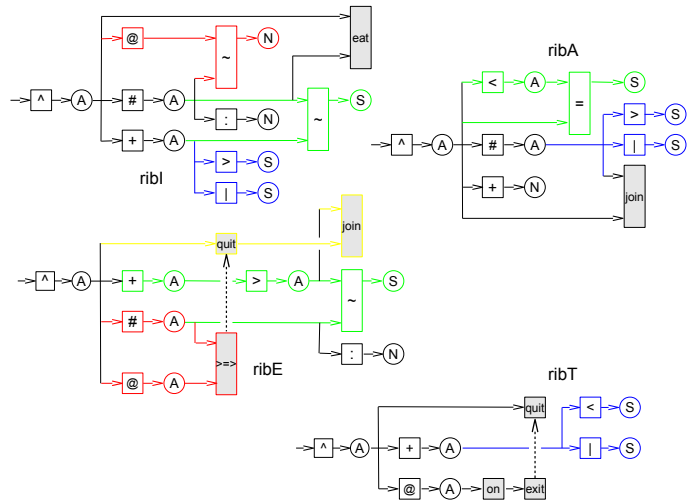 eat
@ ~ N
^ A # A ~ S
: N
+ A
> S
| S
ribI
ribA
< A = S
> S
^ A # A | S
+ N
join
quit join
^ A + A > A ~ S
# A >=> : N
@ A
ribE
ribT
quit < S
^ A + A | S
@ A on exit